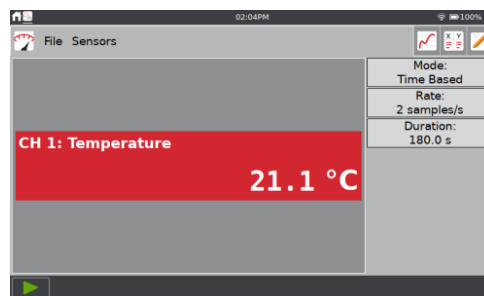 02:04PM
100%
File Sensors
X Y
Mode:
Time Based
Rate:
2 samples/s
Duration:
180.0 s
CH 1: Temperature
21.1 °C